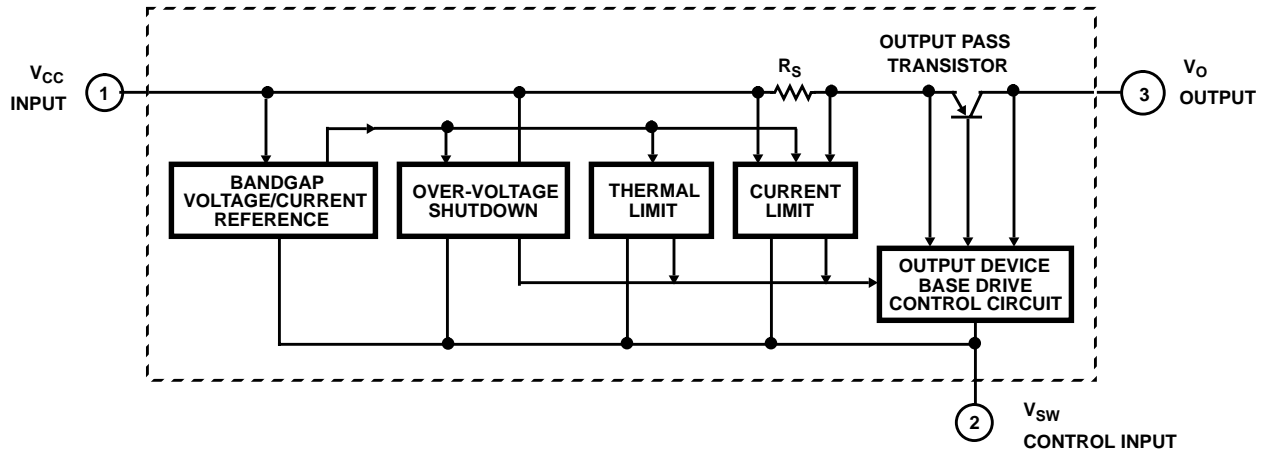 OUTPUT PASS
TRANSISTOR
VCC
INPUT
1
RS
3
VO
OUTPUT
BANDGAP
VOLTAGE/CURRENT
REFERENCE
OVER-VOLTAGE
SHUTDOWN
THERMAL
LIMIT
CURRENT
LIMIT
OUTPUT DEVICE
BASE DRIVE
CONTROL CIRCUIT
2
VSW
CONTROL INPUT